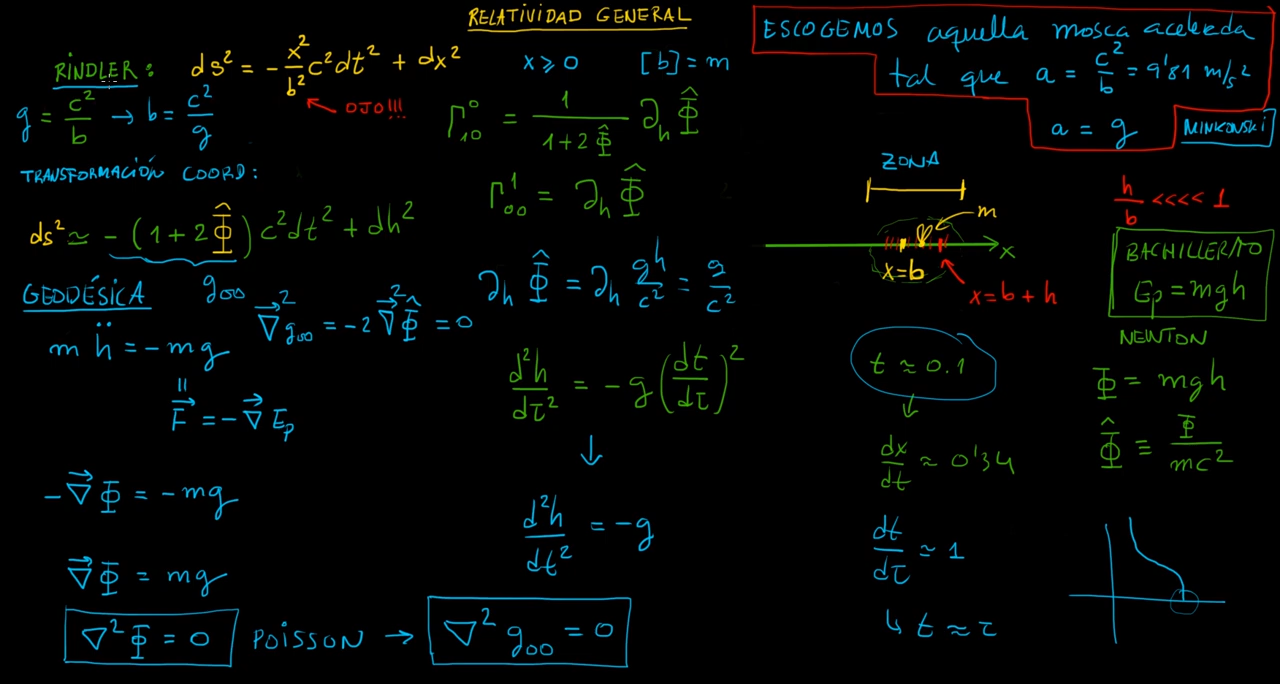 RELATIVIDAD GENERAL
RINDLER: ds² = -x²/b² c²dt² + dx²
x ⩾ 0 [b] = m
OJO!!!
g = c²/b → b = c²/g
Γ⁰₁₀ = 1/(1+2Φ̂) ∂ₕ Φ̂
TRANSFORMACIÓN COORD:
Γ¹₀₀ = ∂ₕ Φ̂
ds² ≃ -(1+2Φ̂)c²dt² + dh²
g₀₀
∂ₕ Φ̂ = ∂ₕ gh/c² = g/c²
GEODÉSICA
∇⃗²g₀₀ = -2∇⃗²Φ̂ = 0
m ḧ = -mg
=
F⃗ = -∇⃗ Eₚ
d²h/dτ² = -g(dt/dτ)²
↓
-∇⃗ Φ = -mg
d²h/dt² = -g
∇⃗ Φ = mg
∇²Φ = 0 POISSON → ∇² g₀₀ = 0
ESCOGEMOS aquella mosca acelerada
tal que a = c²/b = 9'81 m/s²
a = g MINKOWSKI
ZONA
m
x
x=b
x=b+h
h/b <<<< 1
BACHILLERATO
Eₚ = mgh
NEWTON
Φ = mgh
Φ̂ ≡ Φ/mc²
t ≈ 0.1
↓
dx/dt ≈ 0'34
dt/dτ ≈ 1
↳ t ≈ τ